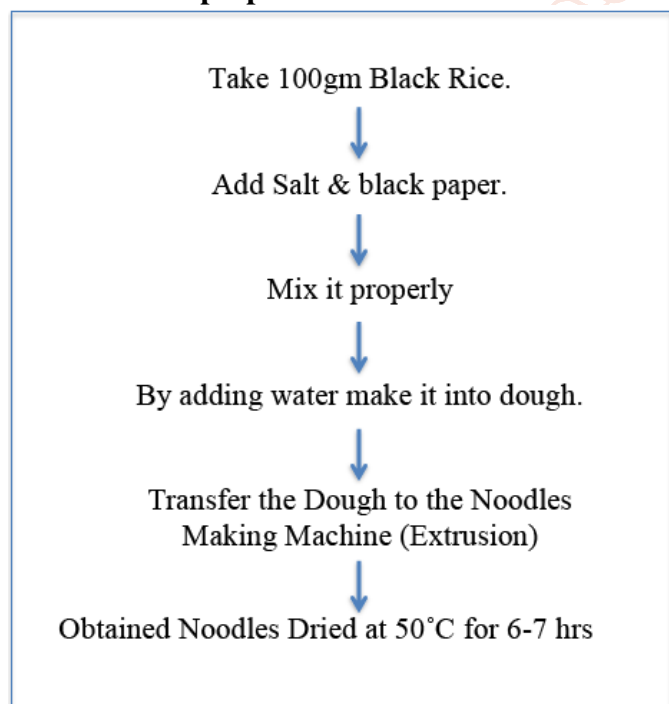 Take 100gm Black Rice.
Add Salt & black paper.
Mix it properly
By adding water make it into dough.
Transfer the Dough to the Noodles
Making Machine (Extrusion)
Obtained Noodles Dried at 50˚C for 6-7 hrs